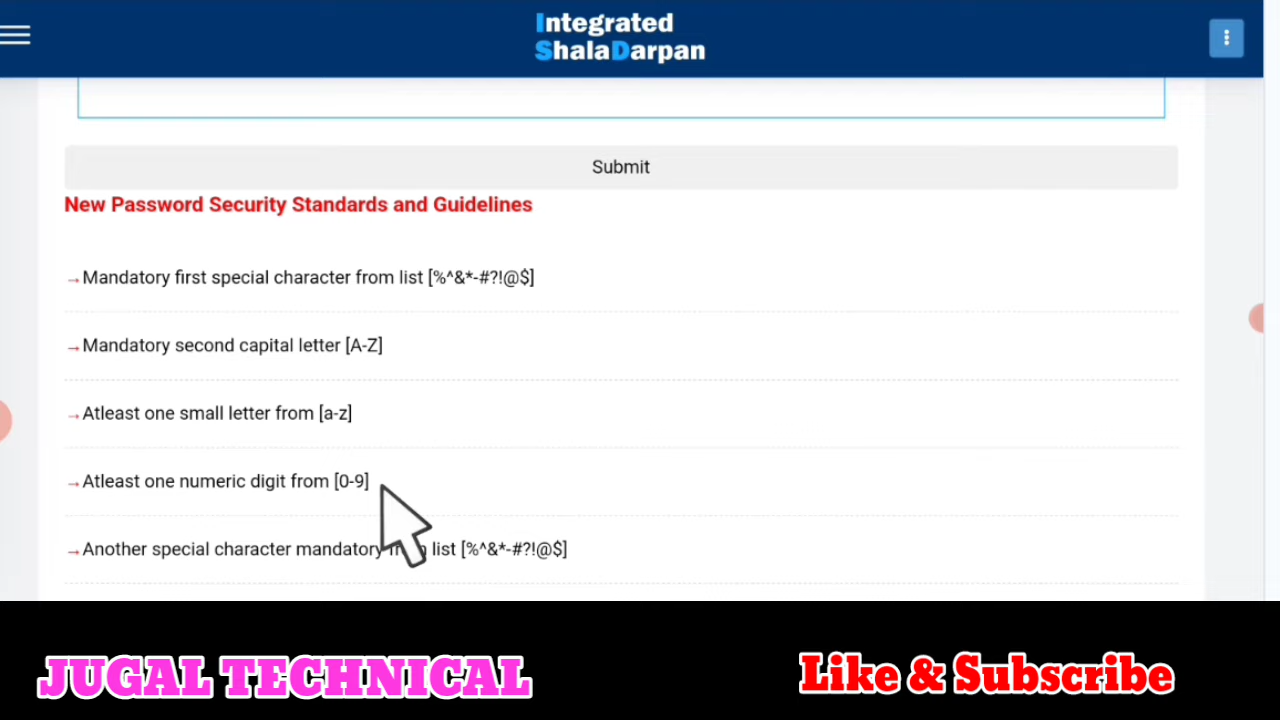 Integrated
ShalaDarpan
Submit
New Password Security Standards and Guidelines
→Mandatory first special character from list [%^&*-#?!@$]
→Mandatory second capital letter [A-Z]
→Atleast one small letter from [a-z]
→Atleast one numeric digit from [0-9]
→Another special character mandatory list [%^&*-#?!@$]
JUGAL TECHNICAL
Like & Subscribe